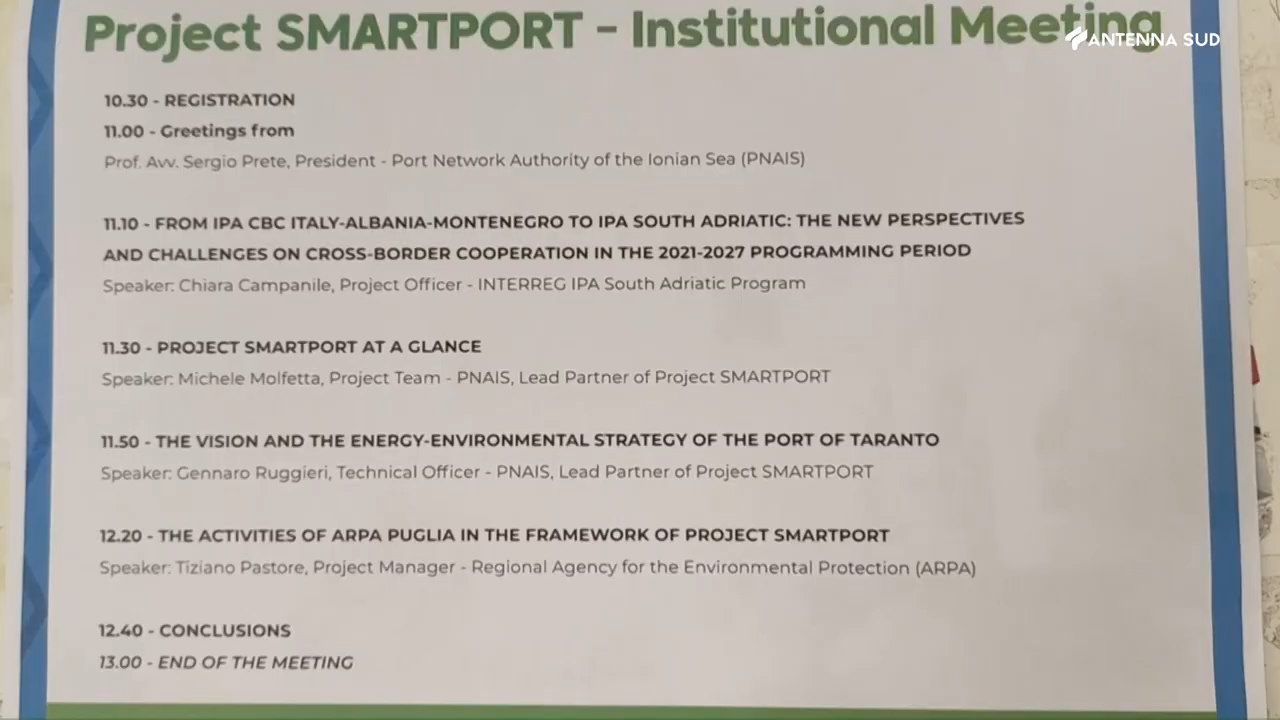 Project SMARTPORT - Institutional Meeting
ANTENNA SUD
10.30 - REGISTRATION
11.00 - Greetings from
Prof. Avv. Sergio Prete, President - Port Network Authority of the Ionian Sea (PNAIS)
11.10 - FROM IPA CBC ITALY-ALBANIA-MONTENEGRO TO IPA SOUTH ADRIATIC: THE NEW PERSPECTIVES
AND CHALLENGES ON CROSS-BORDER COOPERATION IN THE 2021-2027 PROGRAMMING PERIOD
Speaker: Chiara Campanile, Project Officer - INTERREG IPA South Adriatic Program
11.30 - PROJECT SMARTPORT AT A GLANCE
Speaker: Michele Molfetta, Project Team - PNAIS, Lead Partner of Project SMARTPORT
11.50 - THE VISION AND THE ENERGY-ENVIRONMENTAL STRATEGY OF THE PORT OF TARANTO
Speaker: Gennaro Ruggieri, Technical Officer - PNAIS, Lead Partner of Project SMARTPORT
12.20 - THE ACTIVITIES OF ARPA PUGLIA IN THE FRAMEWORK OF PROJECT SMARTPORT
Speaker: Tiziano Pastore, Project Manager - Regional Agency for the Environmental Protection (ARPA)
12.40 - CONCLUSIONS
13.00 - END OF THE MEETING